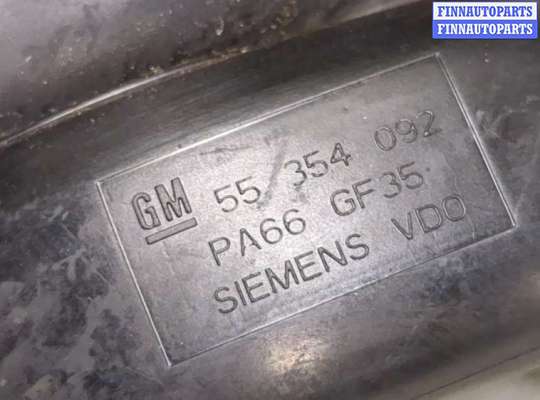 FINNAUTOPARTS
FINNAUTOPARTS
GM 55 354 092
PA66 GF35
SIEMENS VDO